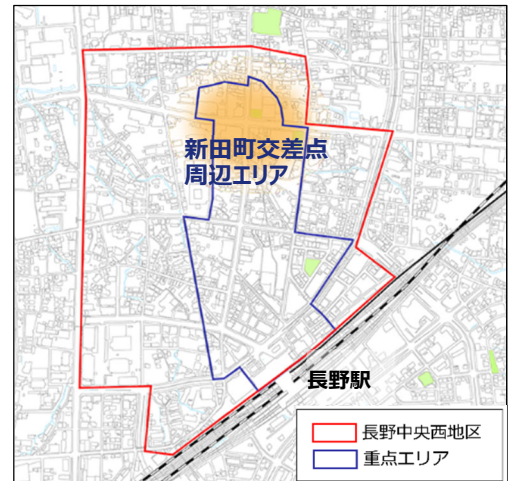 新田町交差点
周辺エリア
長野駅
長野中央西地区
重点エリア